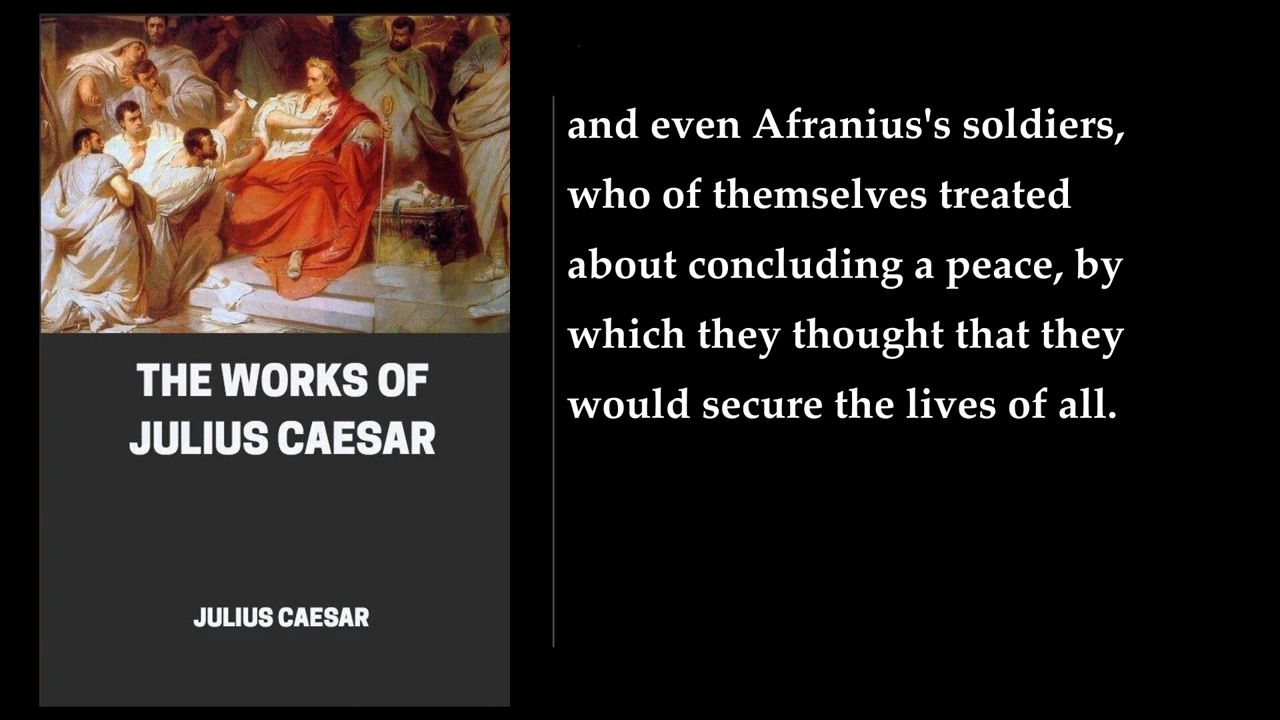 THE WORKS OF
JULIUS CAESAR
JULIUS CAESAR
and even Afranius's soldiers,
who of themselves treated
about concluding a peace, by
which they thought that they
would secure the lives of all.